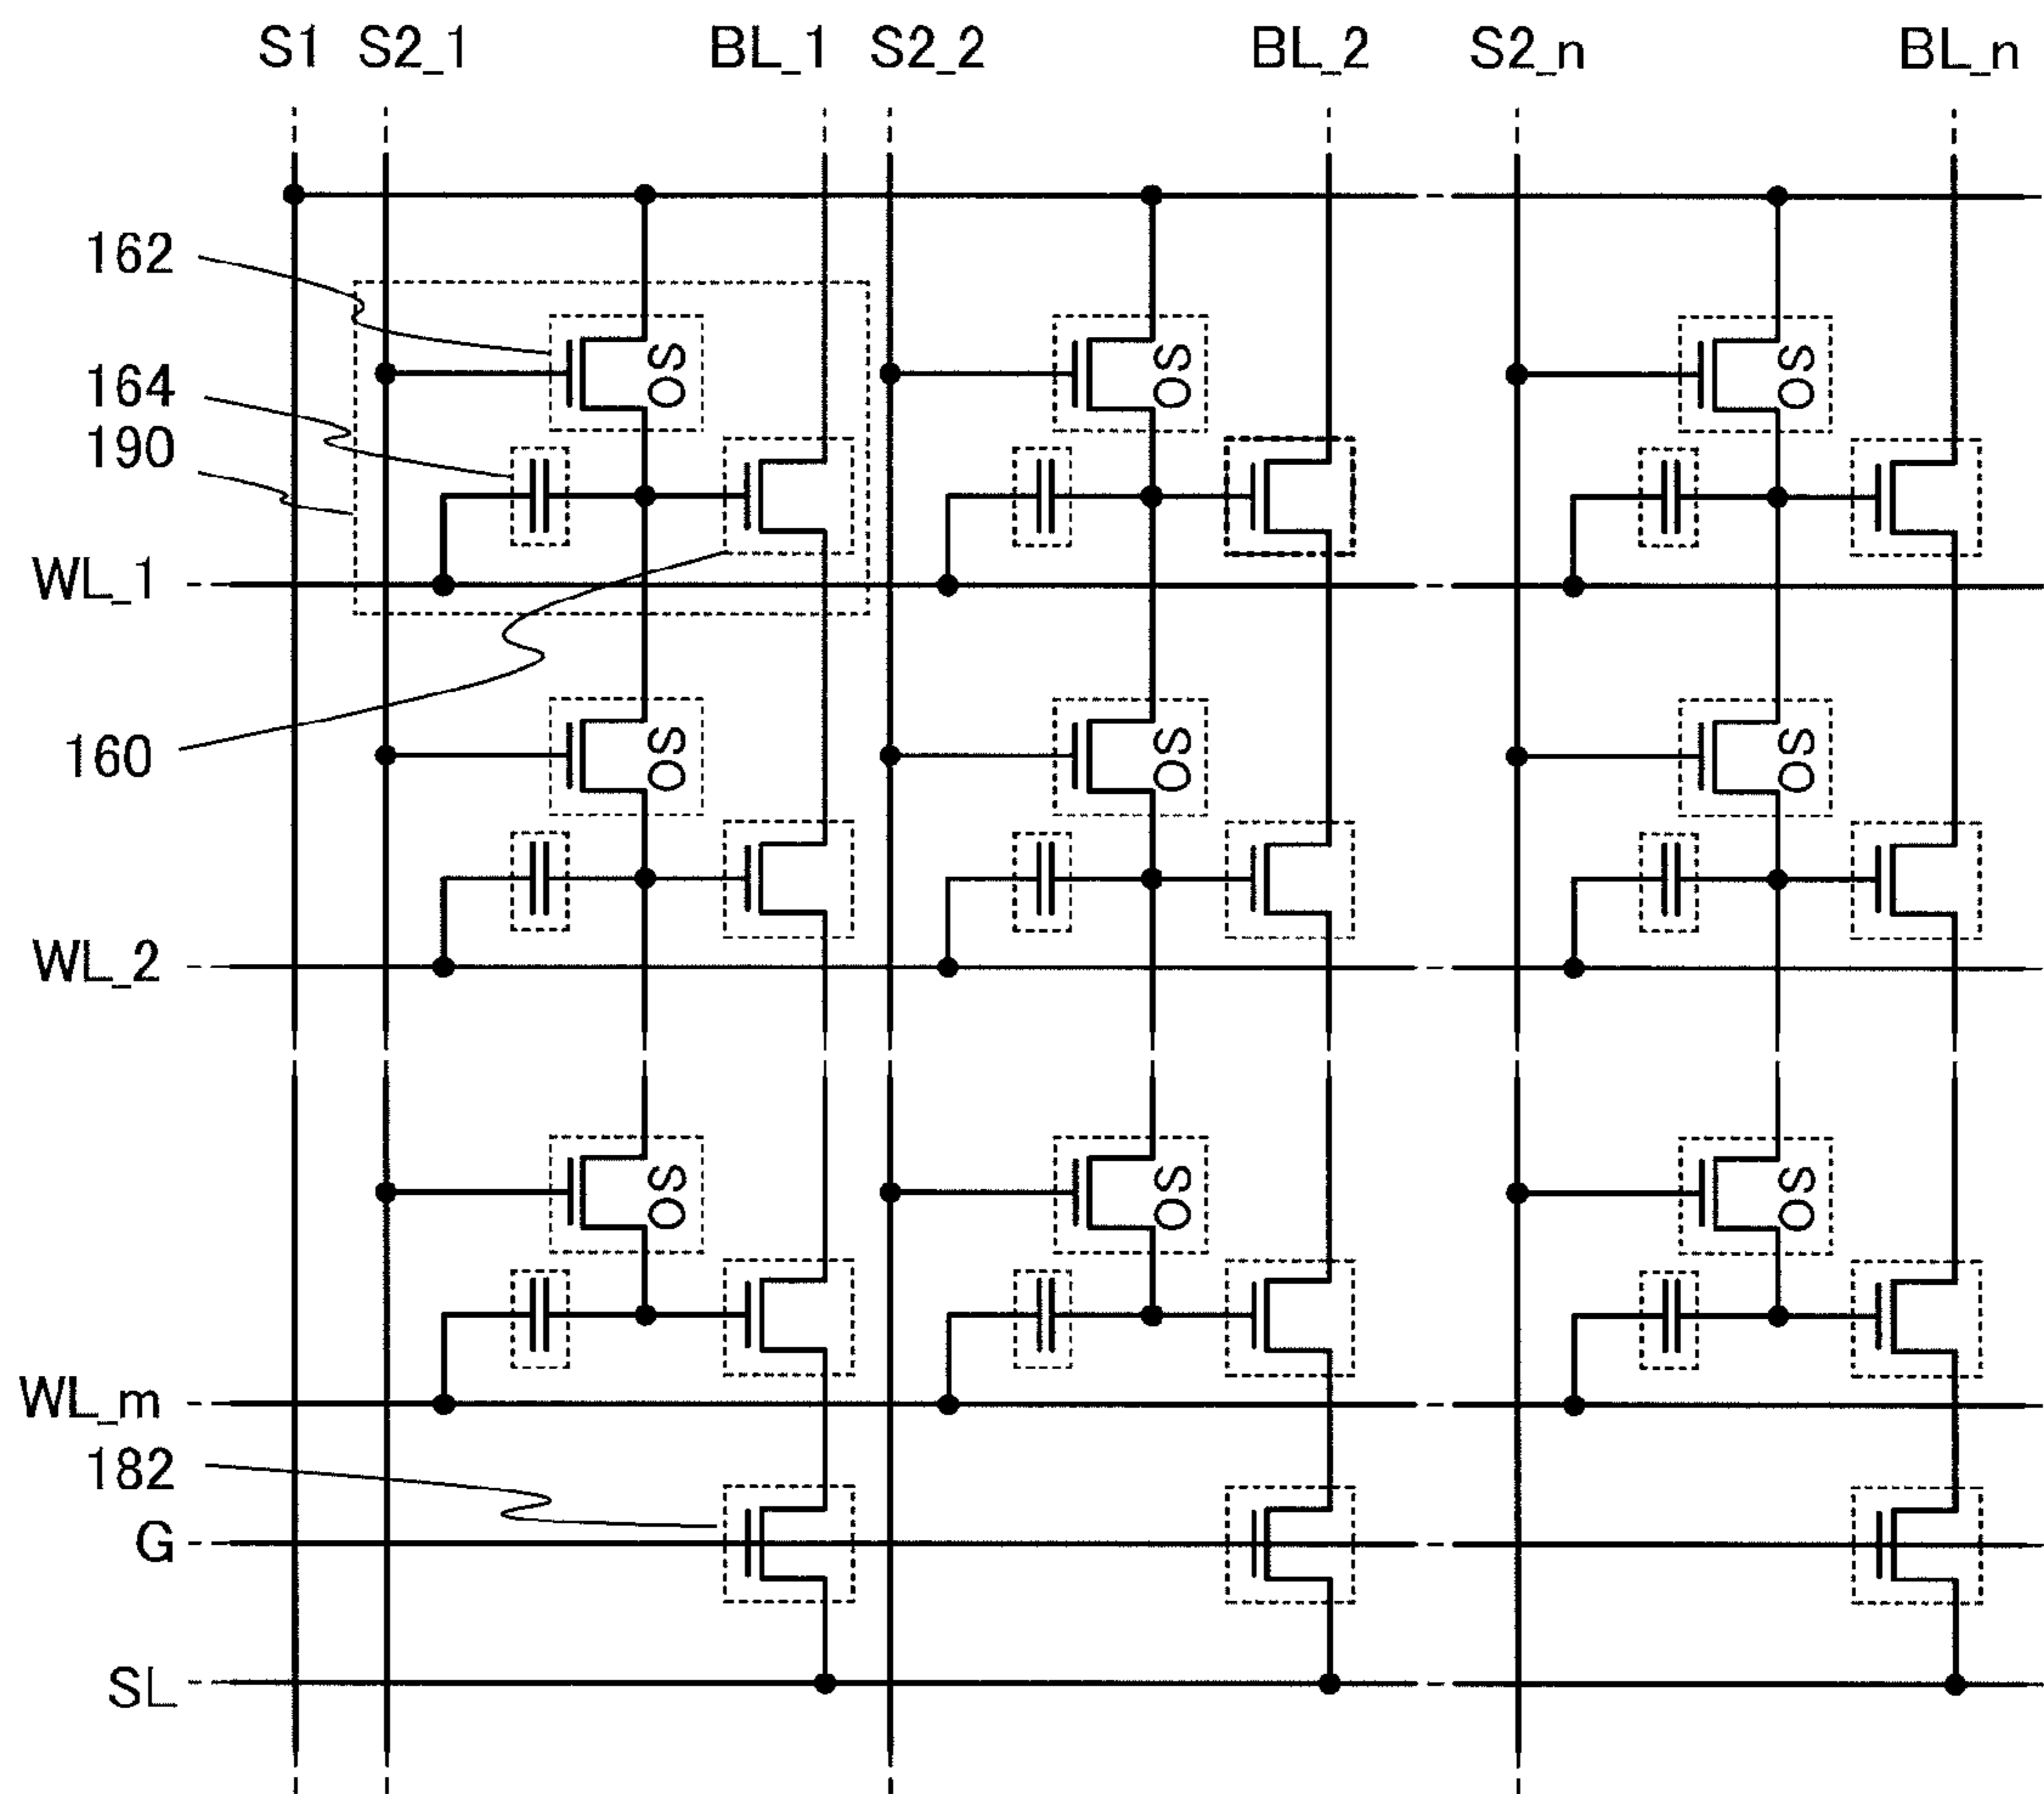 S1 S2_1 BL_1 S2_2 BL_2 S2_n BL_n
162
OS OS OS
164
190
WL_1
OS OS OS
160
WL_2
OS OS OS
WL_m
182
G
SL